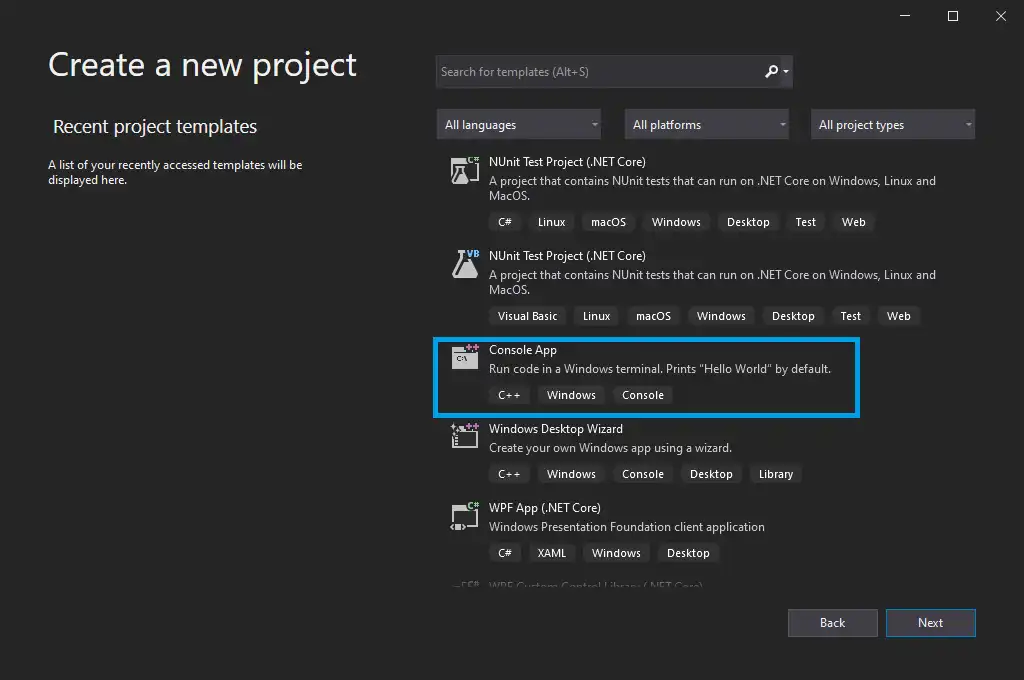 Create a new project
Search for templates (Alt+S)
Recent project templates
A list of your recently accessed templates will be
displayed here.
All languages
All platforms
All project types
C#
NUnit Test Project (.NET Core)
A project that contains NUnit tests that can run on .NET Core on Windows, Linux and
MacOS.
C# Linux macOS Windows Desktop Test Web
VB
NUnit Test Project (.NET Core)
A project that contains NUnit tests that can run on .NET Core on Windows, Linux and
MacOS.
Visual Basic Linux macOS Windows Desktop Test Web
C:\
Console App
Run code in a Windows terminal. Prints "Hello World" by default.
C++ Windows Console
Windows Desktop Wizard
Create your own Windows app using a wizard.
C++ Windows Console Desktop Library
C#
WPF App (.NET Core)
Windows Presentation Foundation client application
C# XAML Windows Desktop
WPF Custom Control Library (.NET Core)
Back
Next